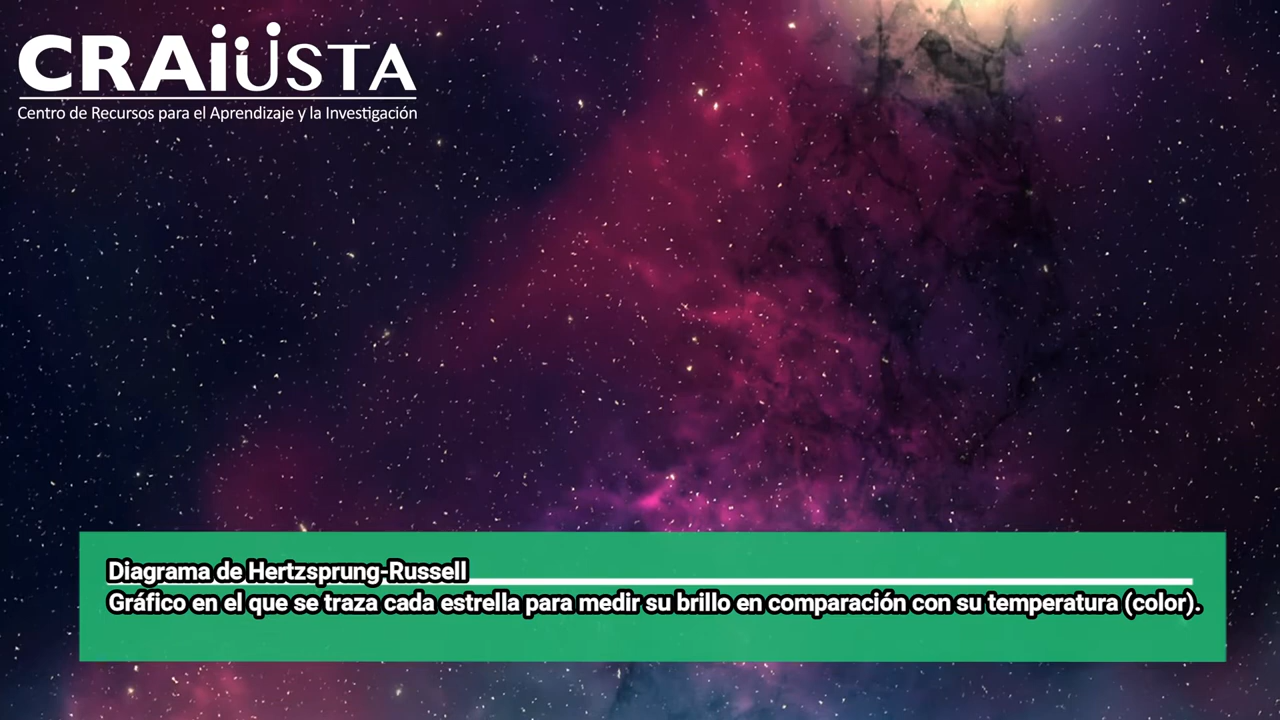 CRAiUSTA
Centro de Recursos para el Aprendizaje y la Investigación
Diagrama de Hertzsprung-Russell
Gráfico en el que se traza cada estrella para medir su brillo en comparación con su temperatura (color).